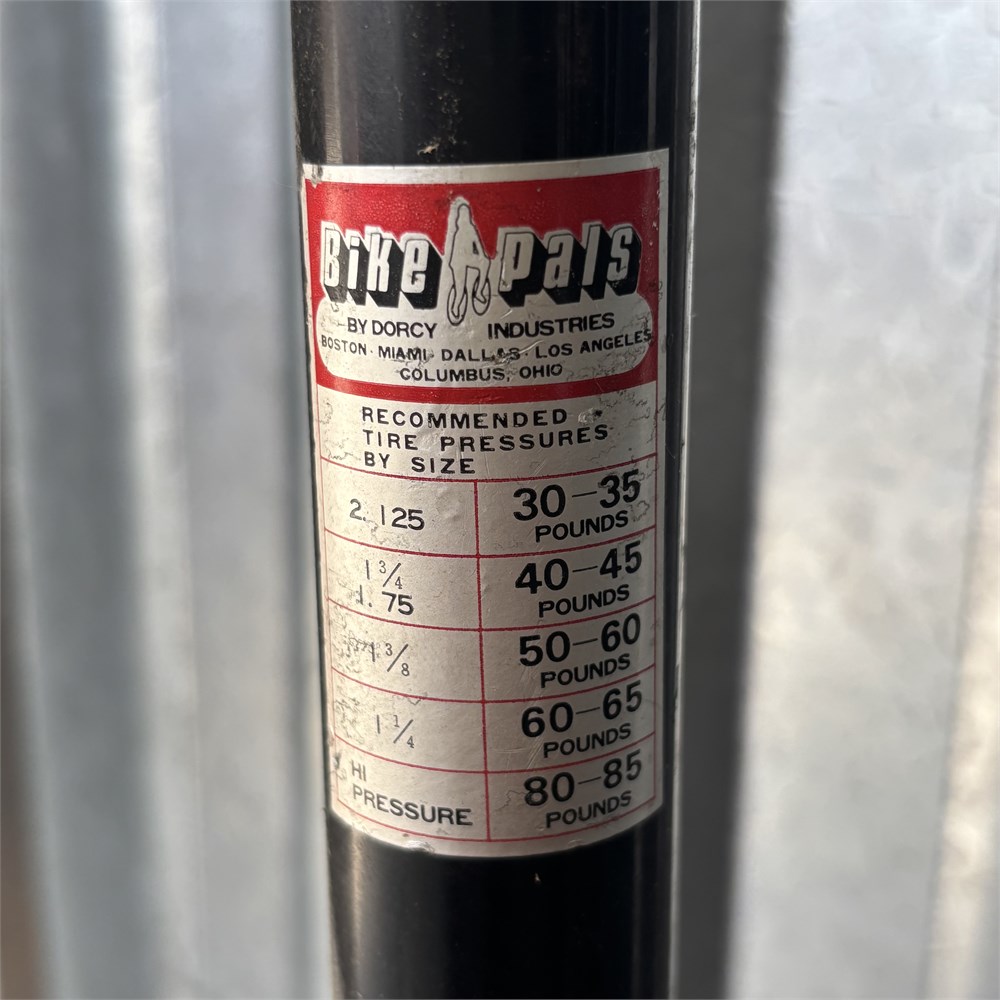 Bike Pals
BY DORCY INDUSTRIES
BOSTON · MIAMI · DALLAS · LOS ANGELES
COLUMBUS, OHIO
RECOMMENDED
TIRE PRESSURES
BY SIZE
2.125 30-35 POUNDS
1 3/4 1.75 40-45 POUNDS
1 3/8 50-60 POUNDS
1 1/4 60-65 POUNDS
HI PRESSURE 80-85 POUNDS